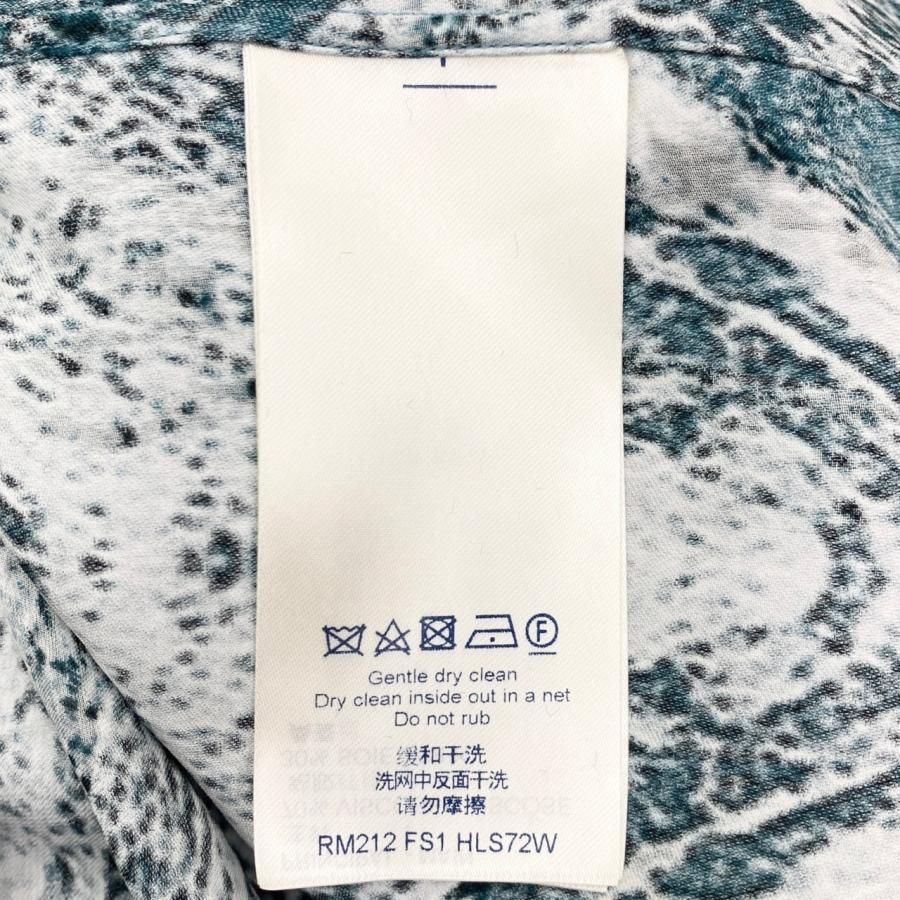 F
Gentle dry clean
Dry clean inside out in a net
Do not rub
缓和干洗
洗网中反面干洗
请勿摩擦
RM212 FS1 HLS72W